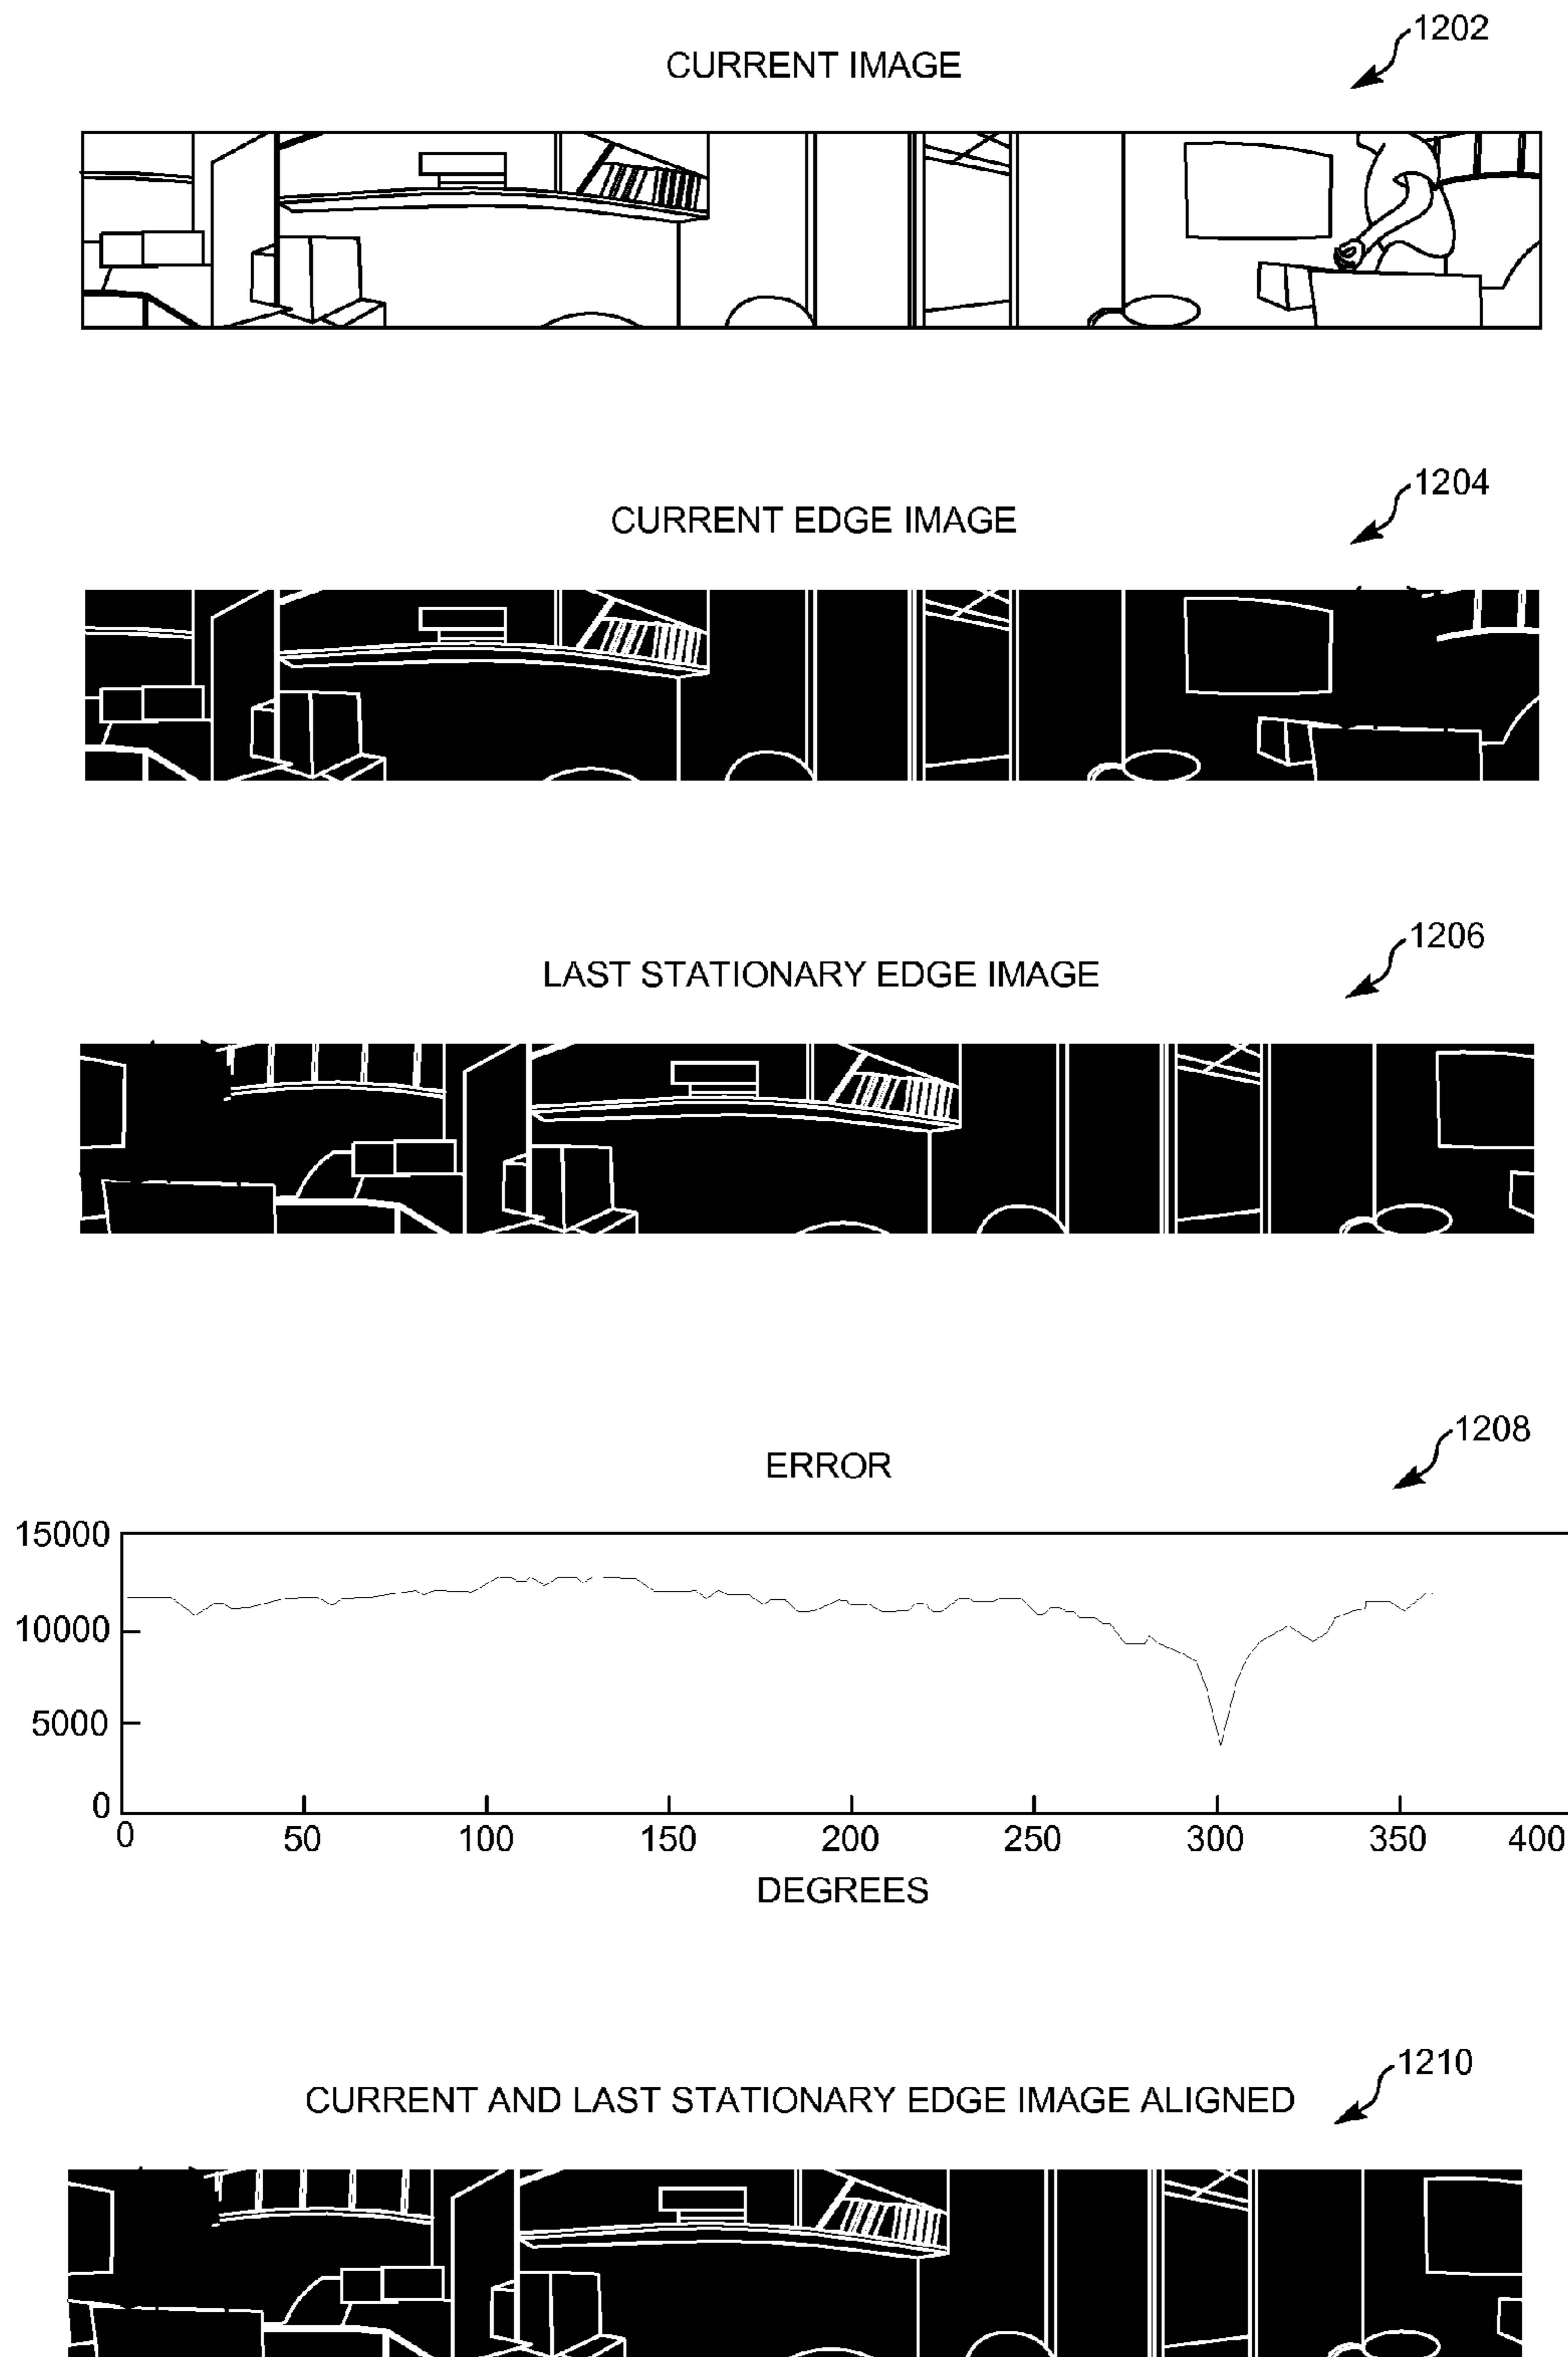 1202
CURRENT IMAGE
1204
CURRENT EDGE IMAGE
1206
LAST STATIONARY EDGE IMAGE
1208
ERROR
15000
10000
5000
0
0 50 100 150 200 250 300 350 400
DEGREES
1210
CURRENT AND LAST STATIONARY EDGE IMAGE ALIGNED